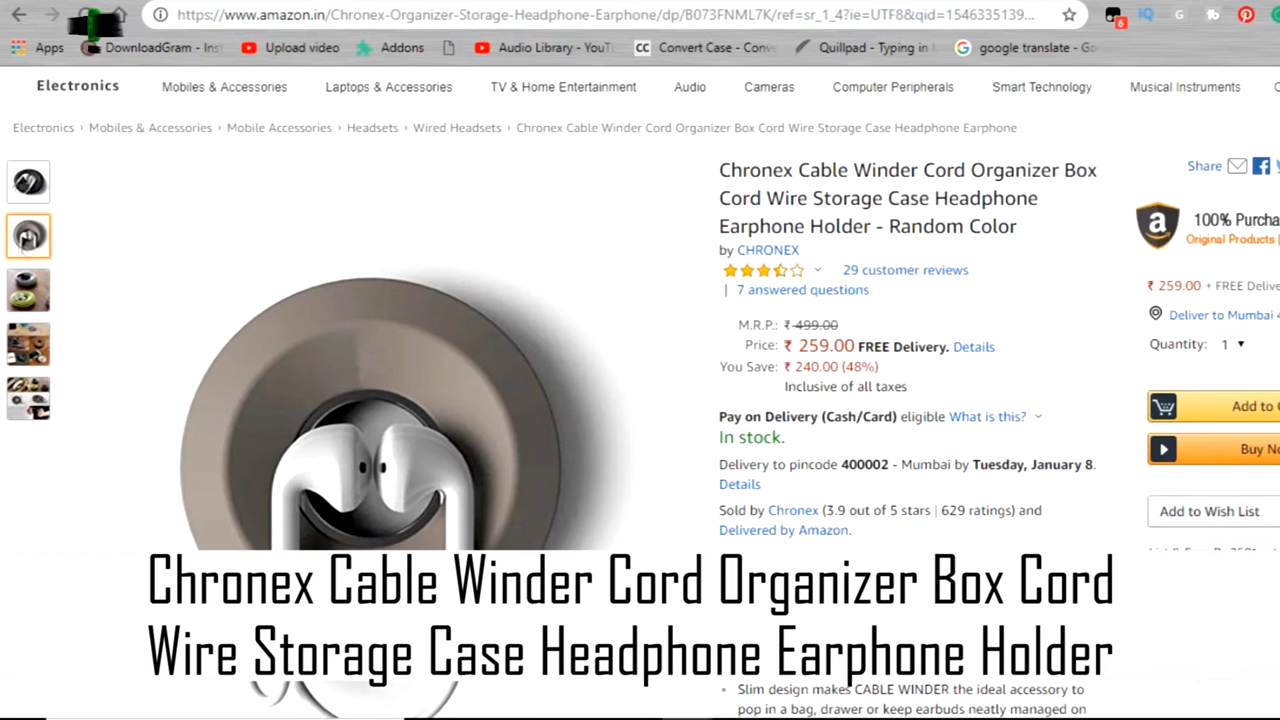 https://www.amazon.in/Chronex-Organizer-Storage-Headphone-Earphone/dp/B073FNML7K/ref=sr_1_4?ie=UTF8&qid=1546335139...
6
Apps DownloadGram - Ins Upload video Addons Audio Library - YouT CC Convert Case - Conv Quillpad - Typing in google translate - Go
Electronics Mobiles & Accessories Laptops & Accessories TV & Home Entertainment Audio Cameras Computer Peripherals Smart Technology Musical Instruments
Electronics › Mobiles & Accessories › Mobile Accessories › Headsets › Wired Headsets › Chronex Cable Winder Cord Organizer Box Cord Wire Storage Case Headphone Earphone
Chronex Cable Winder Cord Organizer Box
Cord Wire Storage Case Headphone
Earphone Holder - Random Color
by CHRONEX
29 customer reviews
| 7 answered questions
M.R.P.: ₹ 499.00
Price: ₹ 259.00 FREE Delivery. Details
You Save: ₹ 240.00 (48%)
Inclusive of all taxes
Pay on Delivery (Cash/Card) eligible What is this?
In stock.
Delivery to pincode 400002 - Mumbai by Tuesday, January 8.
Details
Sold by Chronex (3.9 out of 5 stars | 629 ratings) and
Delivered by Amazon.
Share
a 100% Purcha
Original Products |
₹ 259.00 + FREE Delive
Deliver to Mumbai 4
Quantity: 1
Add to C
Buy No
Add to Wish List
Chronex Cable Winder Cord Organizer Box Cord
Wire Storage Case Headphone Earphone Holder
• Slim design makes CABLE WINDER the ideal accessory to
pop in a bag, drawer or keep earbuds neatly managed on